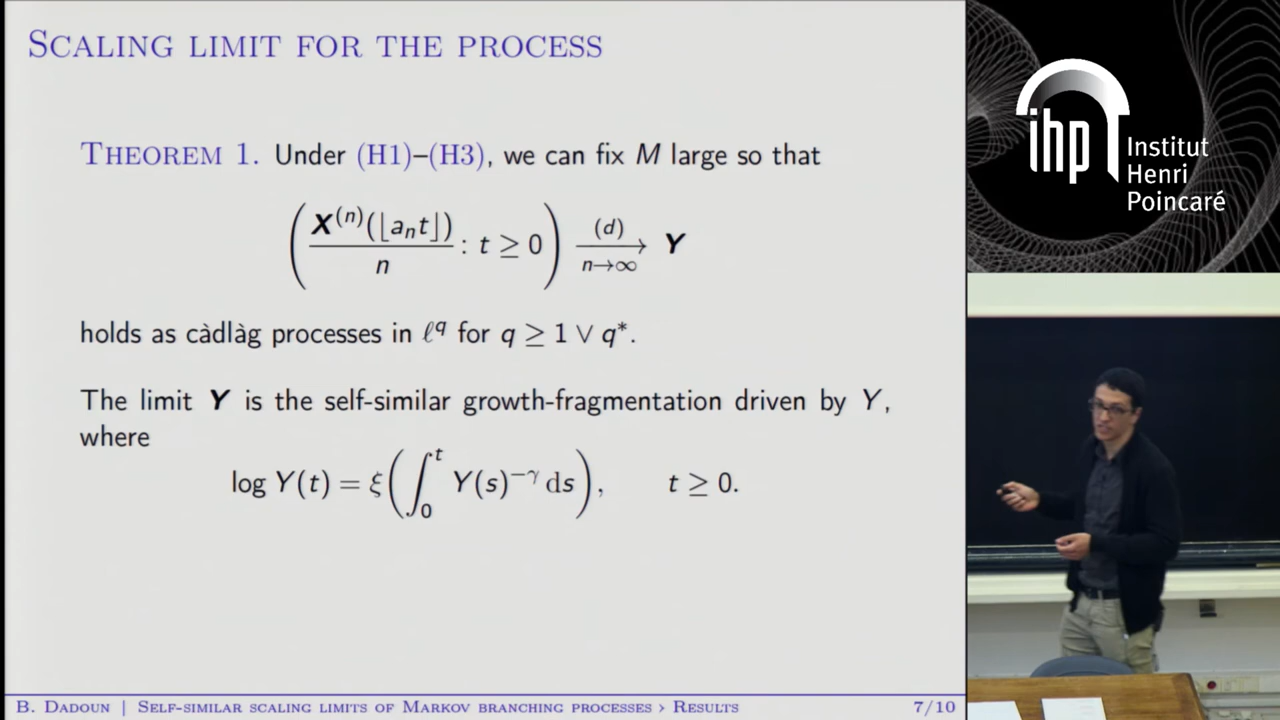 SCALING LIMIT FOR THE PROCESS
THEOREM 1. Under (H1)–(H3), we can fix M large so that
( X^{(n)}(⌊a_n t⌋) / n : t ≥ 0 ) →^{(d)}_{n→∞} Y
holds as càdlàg processes in ℓ^q for q ≥ 1 ∨ q*.
The limit Y is the self-similar growth-fragmentation driven by Y,
where
log Y(t) = ξ( ∫_0^t Y(s)^{−γ} ds ), t ≥ 0.
B. DADOUN | SELF-SIMILAR SCALING LIMITS OF MARKOV BRANCHING PROCESSES › RESULTS 7/10
ihp
Institut
Henri
Poincaré